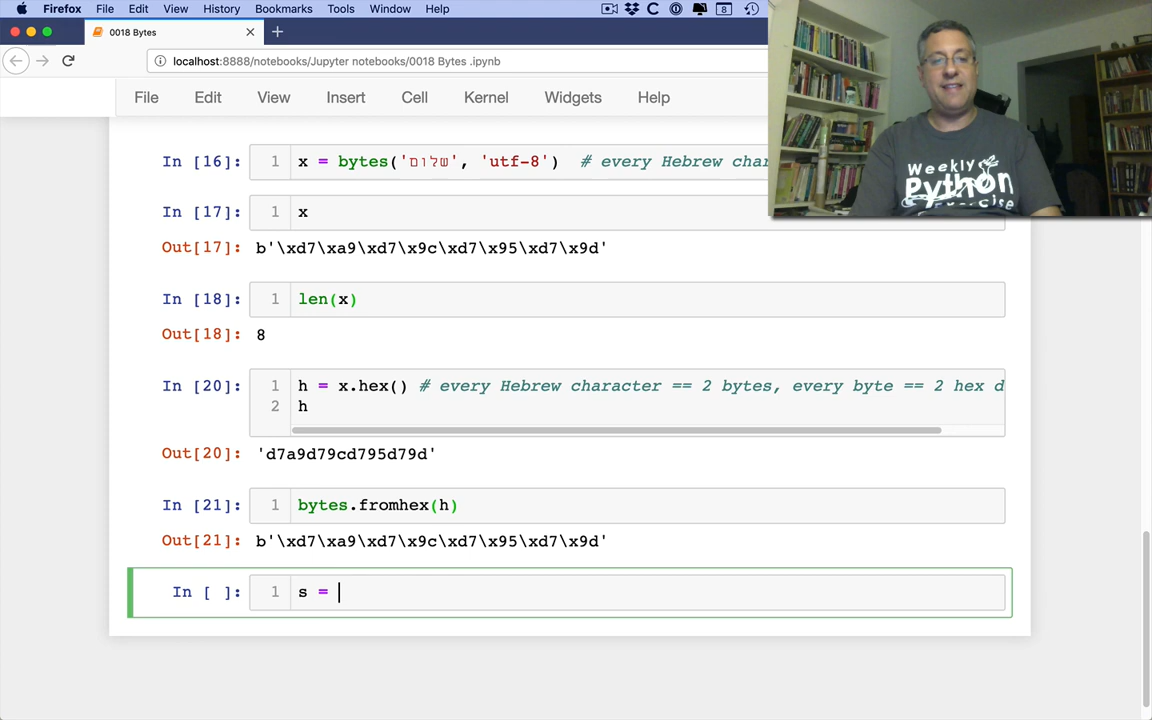 Firefox File Edit View History Bookmarks Tools Window Help
0018 Bytes
localhost:8888/notebooks/Jupyter notebooks/0018 Bytes .ipynb
File Edit View Insert Cell Kernel Widgets Help
In [16]: 1 x = bytes('שלום', 'utf-8') # every Hebrew char
In [17]: 1 x
Out[17]: b'\xd7\xa9\xd7\x9c\xd7\x95\xd7\x9d'
In [18]: 1 len(x)
Out[18]: 8
In [20]: 1 h = x.hex() # every Hebrew character == 2 bytes, every byte == 2 hex d
2 h
Out[20]: 'd7a9d79cd795d79d'
In [21]: 1 bytes.fromhex(h)
Out[21]: b'\xd7\xa9\xd7\x9c\xd7\x95\xd7\x9d'
In [ ]: 1 s =
Weekly
Python
Exercise